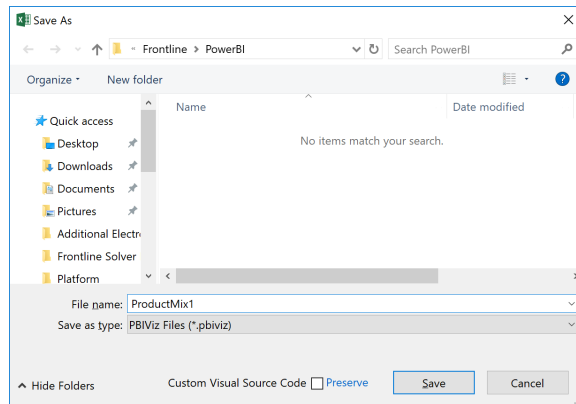 Save As
« Frontline > PowerBI
Search PowerBI
Organize
New folder
?
Name
Date modified
Quick access
No items match your search.
Desktop
Downloads
Documents
Pictures
Additional Electr
Frontline Solver
Platform
File name: ProductMix1
Save as type: PBIViz Files (*.pbiviz)
Hide Folders
Custom Visual Source Code Preserve
Save
Cancel